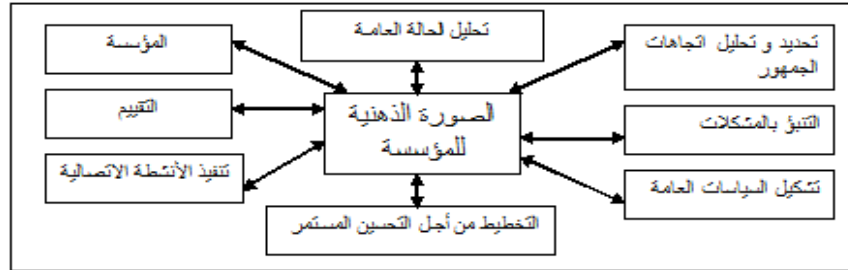 تحليل الحالة العامة
تحديد و تحليل اتجاهات
الجمهور
المؤسسة
الصورة الذهنية
للمؤسسة
التنبؤ بالمشكلات
التقييم
تشكيل السياسات العامة
تنفيذ الأنشطة الاتصالية
التخطيط من أجل التحسين المستمر